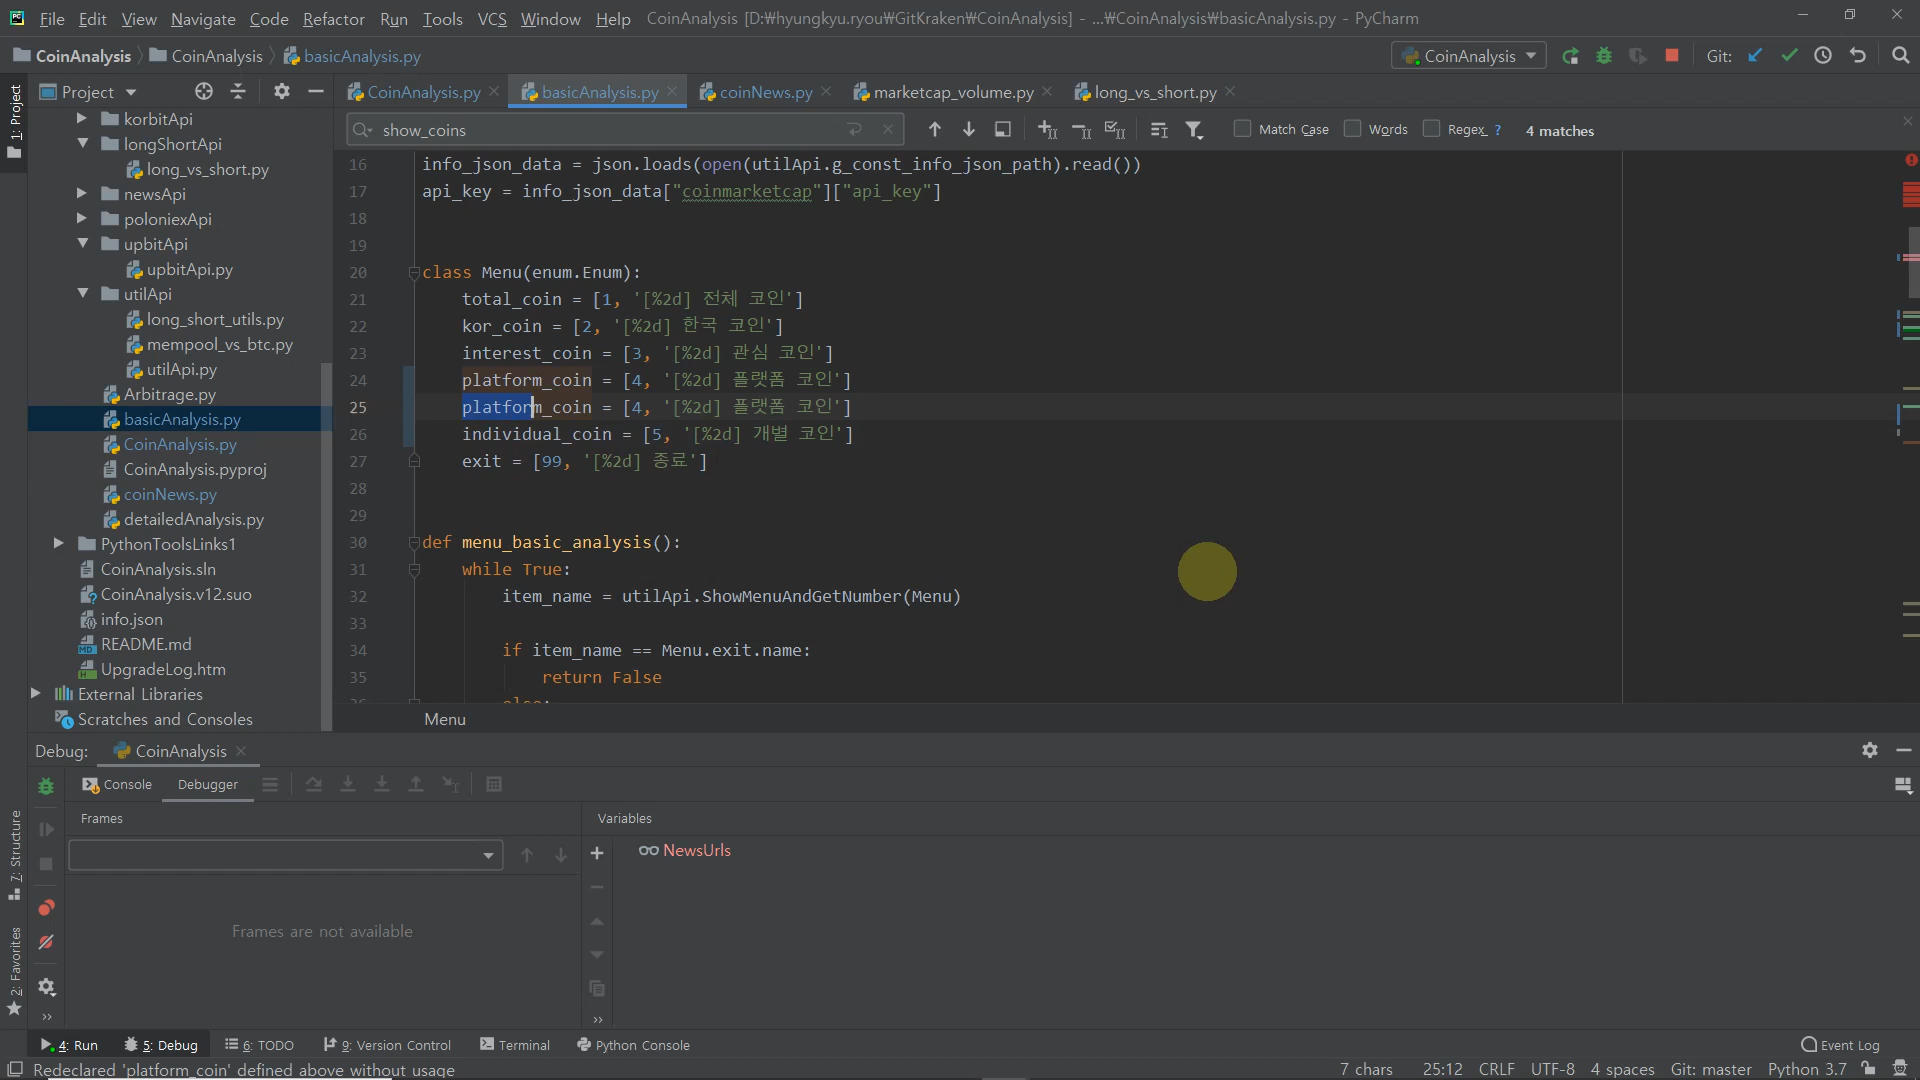 File Edit View Navigate Code Refactor Run Tools VCS Window Help CoinAnalysis [D:₩hyungkyu.ryou₩GitKraken₩CoinAnalysis] - ...₩CoinAnalysis₩basicAnalysis.py - PyCharm
CoinAnalysis CoinAnalysis basicAnalysis.py CoinAnalysis Git:
1: Project
Project
CoinAnalysis.py basicAnalysis.py coinNews.py marketcap_volume.py long_vs_short.py
show_coins Match Case Words Regex ? 4 matches
korbitApi
longShortApi
long_vs_short.py
newsApi
poloniexApi
upbitApi
upbitApi.py
utilApi
long_short_utils.py
mempool_vs_btc.py
utilApi.py
Arbitrage.py
basicAnalysis.py
CoinAnalysis.py
CoinAnalysis.pyproj
coinNews.py
detailedAnalysis.py
PythonToolsLinks1
CoinAnalysis.sln
CoinAnalysis.v12.suo
info.json
README.md
UpgradeLog.htm
External Libraries
Scratches and Consoles
16 info_json_data = json.loads(open(utilApi.g_const_info_json_path).read())
17 api_key = info_json_data["coinmarketcap"]["api_key"]
18
19
20 class Menu(enum.Enum):
21 total_coin = [1, '[%2d] 전체 코인']
22 kor_coin = [2, '[%2d] 한국 코인']
23 interest_coin = [3, '[%2d] 관심 코인']
24 platform_coin = [4, '[%2d] 플랫폼 코인']
25 platform_coin = [4, '[%2d] 플랫폼 코인']
26 individual_coin = [5, '[%2d] 개별 코인']
27 exit = [99, '[%2d] 종료']
28
29
30 def menu_basic_analysis():
31 while True:
32 item_name = utilApi.ShowMenuAndGetNumber(Menu)
33
34 if item_name == Menu.exit.name:
35 return False
36 else:
Menu
Debug: CoinAnalysis
Console Debugger
Frames Variables
NewsUrls
Frames are not available
7: Structure
2: Favorites
4: Run 5: Debug 6: TODO 9: Version Control Terminal Python Console Event Log
Redeclared 'platform_coin' defined above without usage 7 chars 25:12 CRLF UTF-8 4 spaces Git: master Python 3.7